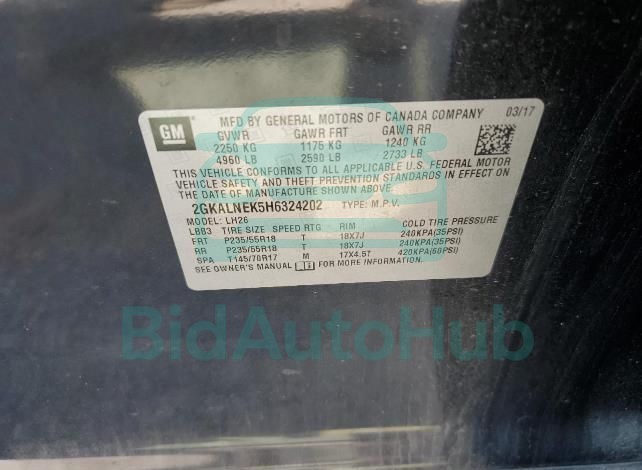 MFD BY GENERAL MOTORS OF CANADA COMPANY 03/17
GM
GVWR GAWR FRT GAWR RR
2250 KG 1175 KG 1240 KG
4960 LB 2590 LB 2733 LB
THIS VEHICLE CONFORMS TO ALL APPLICABLE U.S. FEDERAL MOTOR
VEHICLE SAFETY AND THEFT PREVENTION STANDARDS IN EFFECT ON
THE DATE OF MANUFACTURE SHOWN ABOVE.
2GKALNEK5H6324202 TYPE: M.P.V.
MODEL: LH26
LBB3 TIRE SIZE SPEED RTG RIM COLD TIRE PRESSURE
FRT P235/55R18 T 18X7J 240KPA(35PSI)
RR P235/55R18 T 18X7J 240KPA(35PSI)
SPA T145/70R17 M 17X4.5T 420KPA(60PSI)
SEE OWNER'S MANUAL FOR MORE INFORMATION.
BidAutoHub